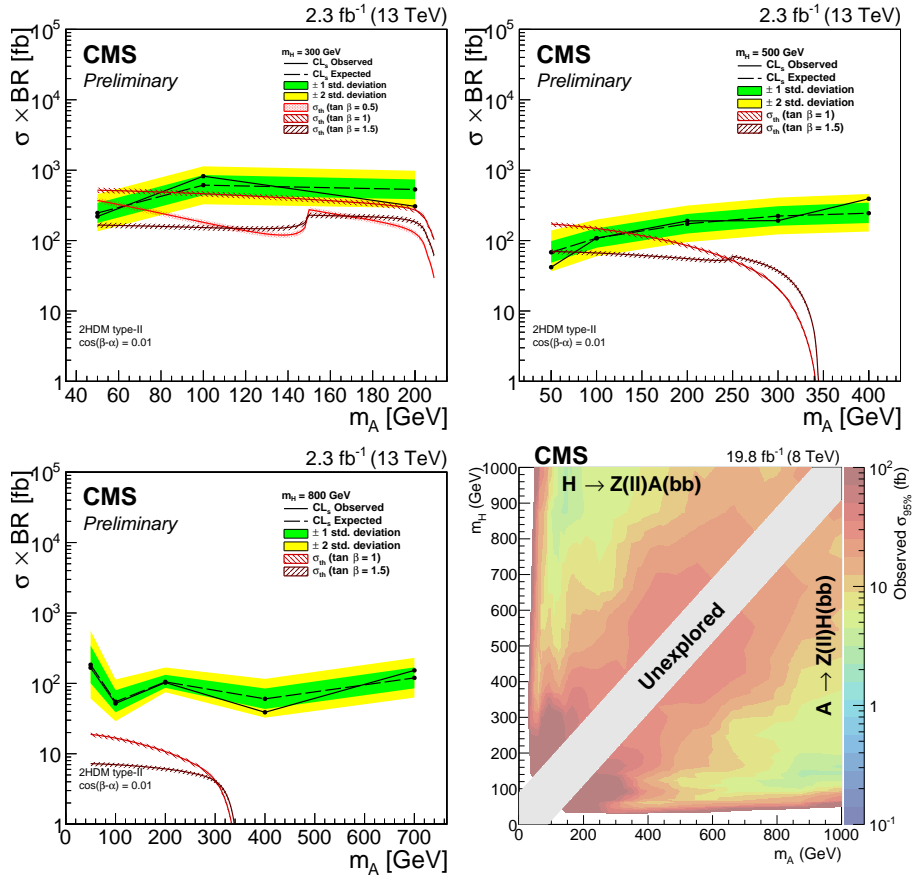 2.3 fb⁻¹ (13 TeV)
σ × BR [fb]
10⁵
10⁴
10³
10²
10
1
CMS
Preliminary
m_H = 300 GeV
CL_s Observed
CL_s Expected
± 1 std. deviation
± 2 std. deviation
σ_th (tan β = 0.5)
σ_th (tan β = 1)
σ_th (tan β = 1.5)
2HDM type-II
cos(β-α) = 0.01
40 60 80 100 120 140 160 180 200
m_A [GeV]
2.3 fb⁻¹ (13 TeV)
σ × BR [fb]
10⁵
10⁴
10³
10²
10
1
CMS
Preliminary
m_H = 500 GeV
CL_s Observed
CL_s Expected
± 1 std. deviation
± 2 std. deviation
σ_th (tan β = 1)
σ_th (tan β = 1.5)
2HDM type-II
cos(β-α) = 0.01
50 100 150 200 250 300 350 400
m_A [GeV]
2.3 fb⁻¹ (13 TeV)
σ × BR [fb]
10⁵
10⁴
10³
10²
10
1
CMS
Preliminary
m_H = 800 GeV
CL_s Observed
CL_s Expected
± 1 std. deviation
± 2 std. deviation
σ_th (tan β = 1)
σ_th (tan β = 1.5)
2HDM type-II
cos(β-α) = 0.01
0 100 200 300 400 500 600 700
m_A [GeV]
CMS
19.8 fb⁻¹ (8 TeV)
m_H (GeV)
1000
900
800
700
600
500
400
300
200
100
0
H → Z(ll)A(bb)
Unexplored
A → Z(ll)H(bb)
0 200 400 600 800 1000
m_A (GeV)
10²
10
1
10⁻¹
Observed σ_95% (fb)